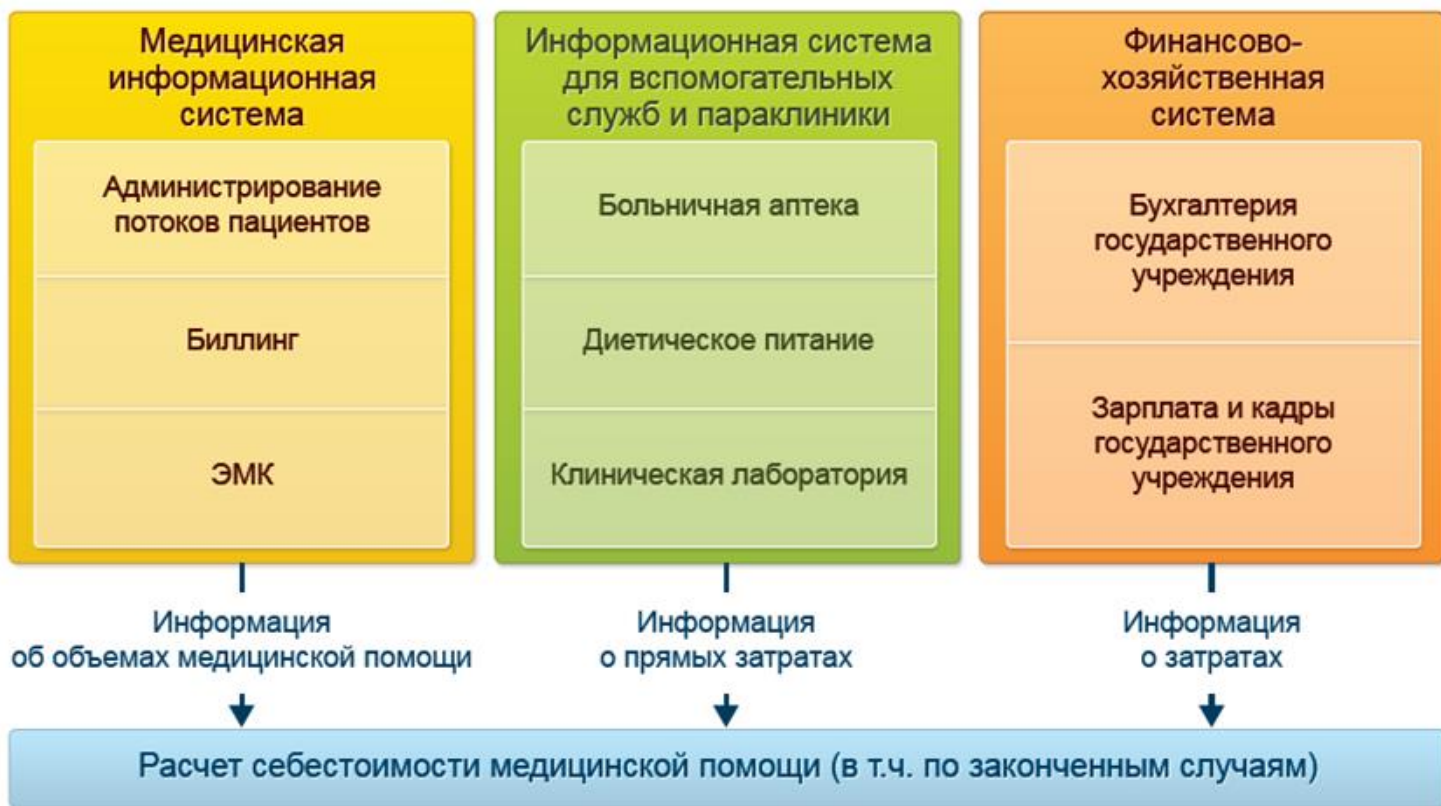 Медицинская
информационная
система
Администрирование
потоков пациентов
Биллинг
ЭМК
Информация
об объемах медицинской помощи
Информационная система
для вспомогательных
служб и параклиники
Больничная аптека
Диетическое питание
Клиническая лаборатория
Информация
о прямых затратах
Финансово-
хозяйственная
система
Бухгалтерия
государственного
учреждения
Зарплата и кадры
государственного
учреждения
Информация
о затратах
Расчет себестоимости медицинской помощи (в т.ч. по законченным случаям)